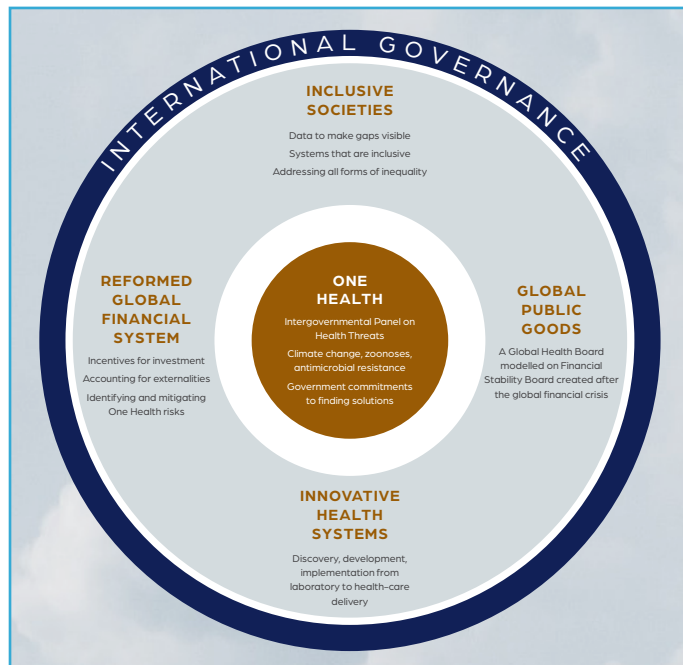 INTERNATIONAL GOVERNANCE
INCLUSIVE
SOCIETIES
Data to make gaps visible
Systems that are inclusive
Addressing all forms of inequality
REFORMED
GLOBAL
FINANCIAL
SYSTEM
Incentives for investment
Accounting for externalities
Identifying and mitigating
One Health risks
ONE
HEALTH
Intergovernmental Panel on
Health Threats
Climate change, zoonoses,
antimicrobial resistance
Government commitments
to finding solutions
GLOBAL
PUBLIC
GOODS
A Global Health Board
modelled on Financial
Stability Board created after
the global financial crisis
INNOVATIVE
HEALTH
SYSTEMS
Discovery, development,
implementation from
laboratory to health-care
delivery